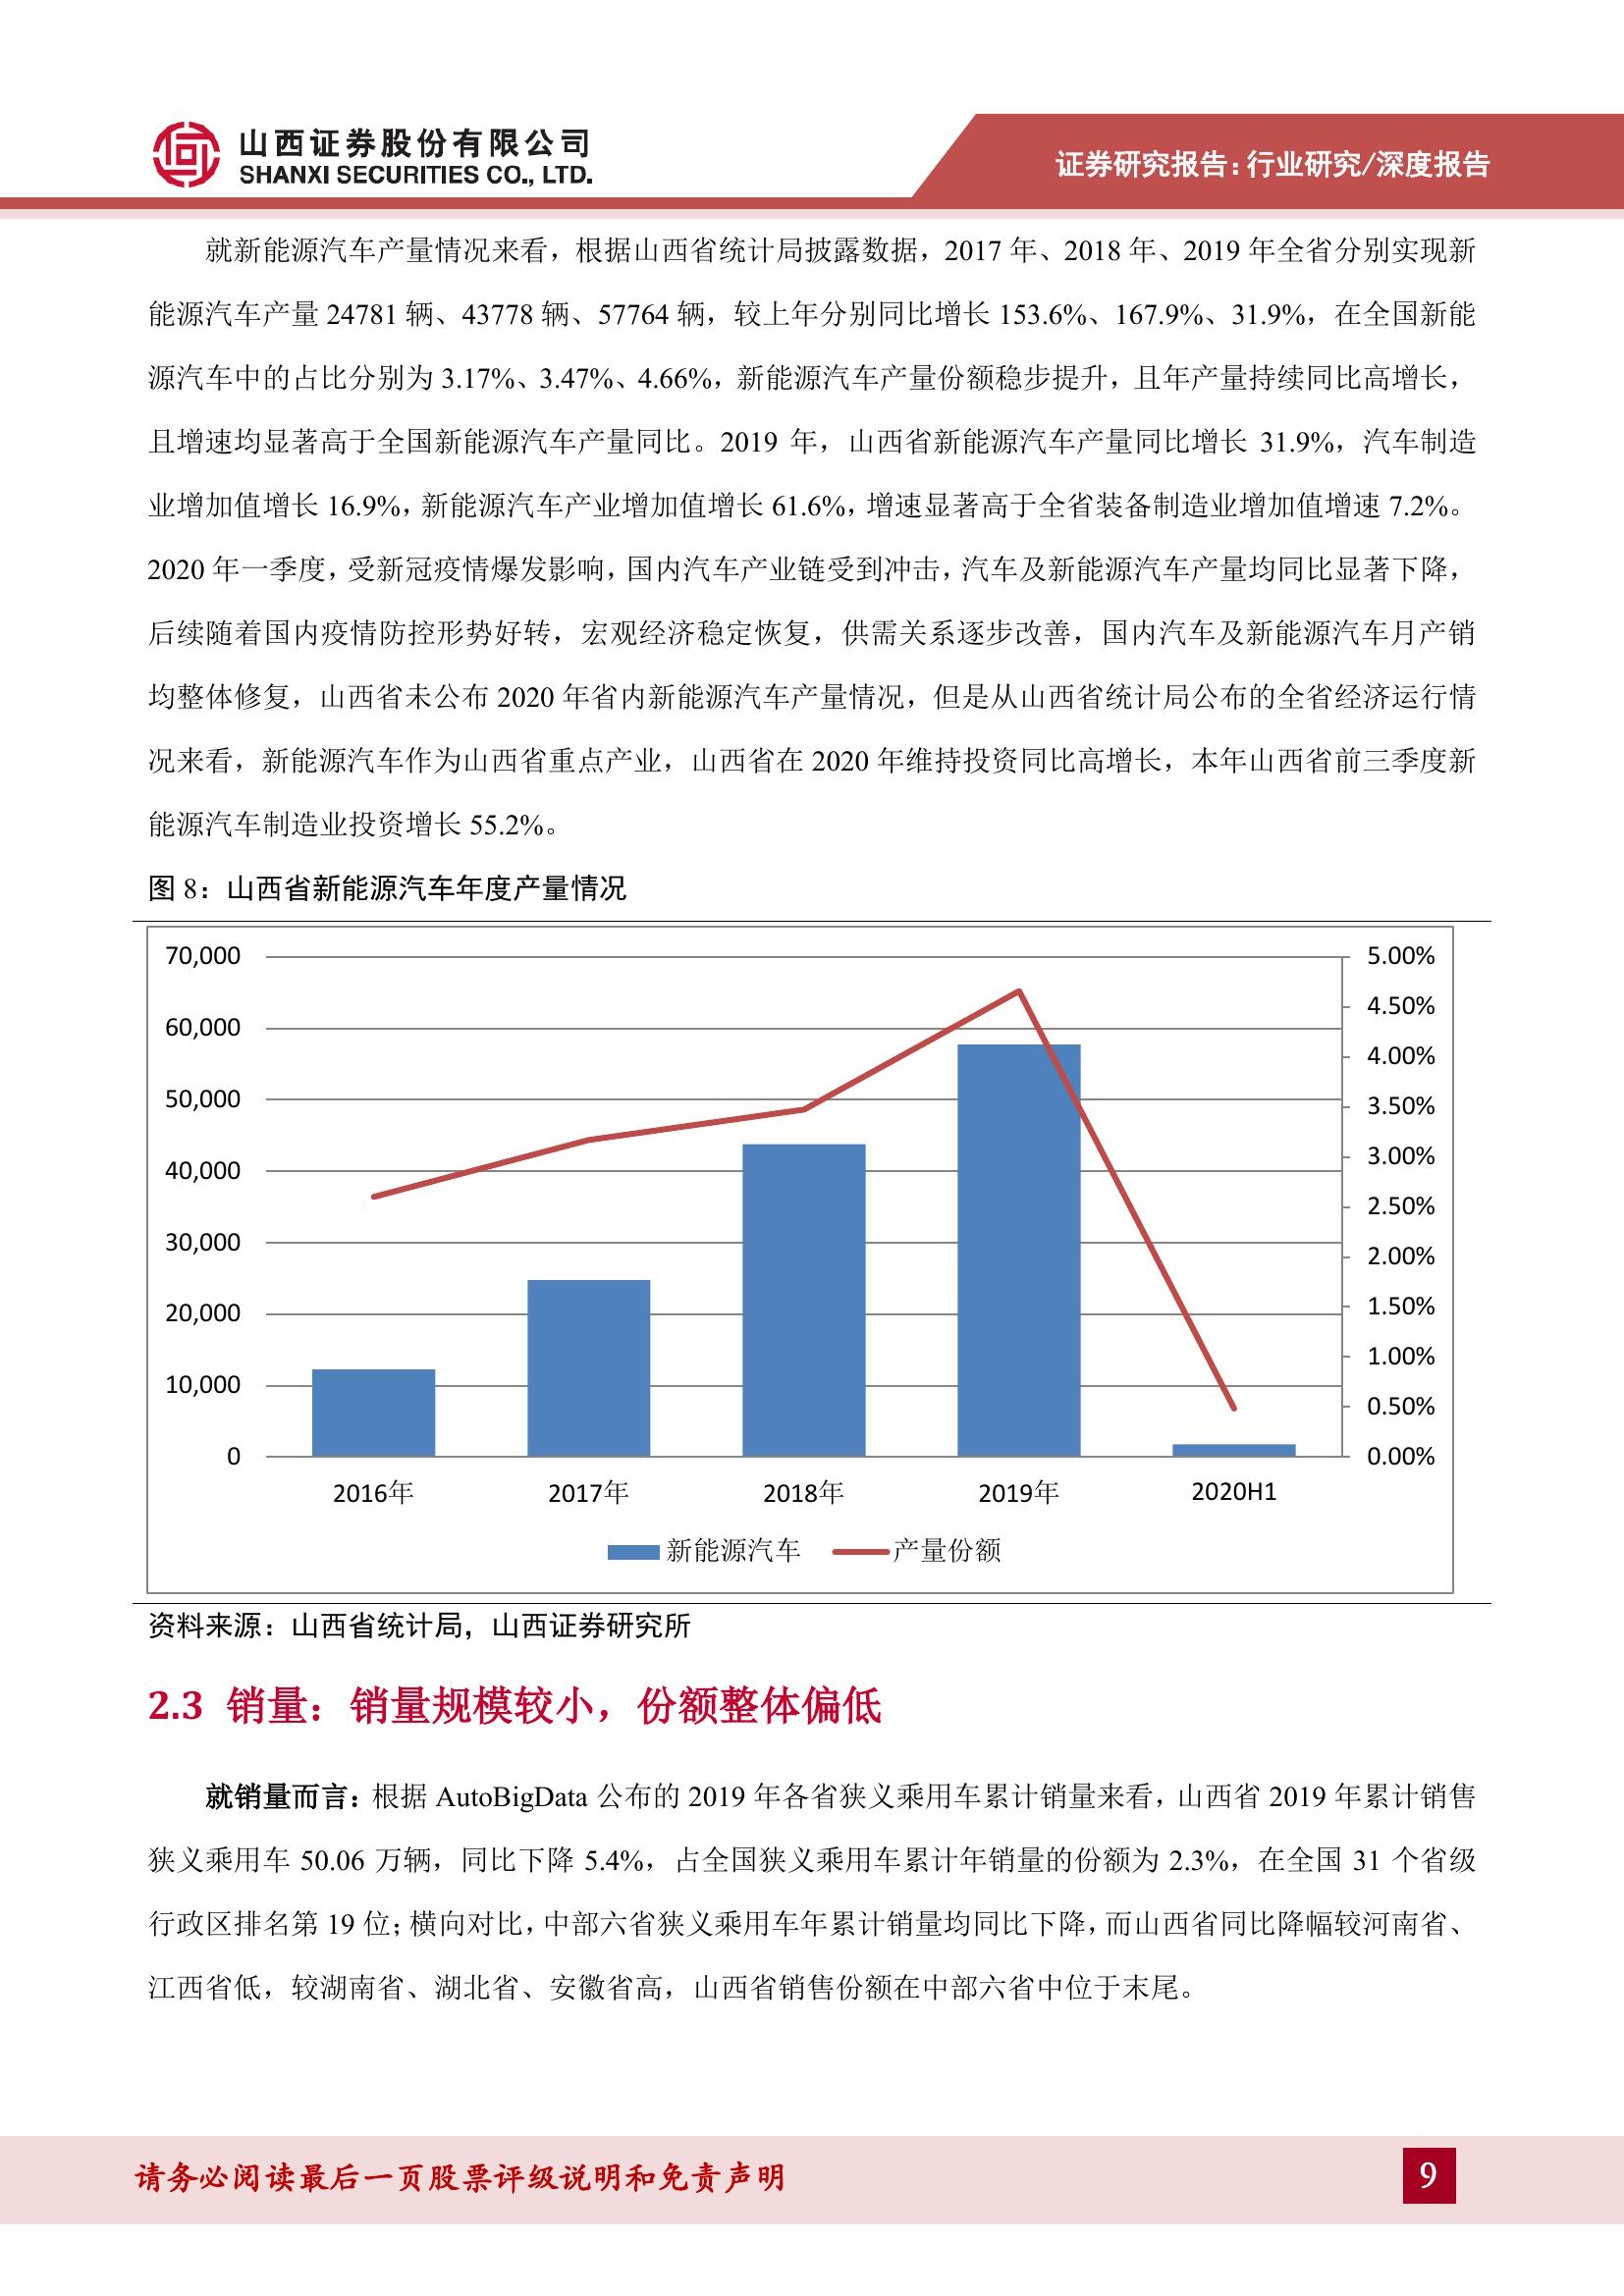 山西证券股份有限公司
SHANXI SECURITIES CO., LTD.
证券研究报告：行业研究/深度报告
就新能源汽车产量情况来看，根据山西省统计局披露数据，2017 年、2018 年、2019 年全省分别实现新
能源汽车产量 24781 辆、43778 辆、57764 辆，较上年分别同比增长 153.6%、167.9%、31.9%，在全国新能
源汽车中的占比分别为 3.17%、3.47%、4.66%，新能源汽车产量份额稳步提升，且年产量持续同比高增长，
且增速均显著高于全国新能源汽车产量同比。2019 年，山西省新能源汽车产量同比增长 31.9%，汽车制造
业增加值增长 16.9%，新能源汽车产业增加值增长 61.6%，增速显著高于全省装备制造业增加值增速 7.2%。
2020 年一季度，受新冠疫情爆发影响，国内汽车产业链受到冲击，汽车及新能源汽车产量均同比显著下降，
后续随着国内疫情防控形势好转，宏观经济稳定恢复，供需关系逐步改善，国内汽车及新能源汽车月产销
均整体修复，山西省未公布 2020 年省内新能源汽车产量情况，但是从山西省统计局公布的全省经济运行情
况来看，新能源汽车作为山西省重点产业，山西省在 2020 年维持投资同比高增长，本年山西省前三季度新
能源汽车制造业投资增长 55.2%。
图 8：山西省新能源汽车年度产量情况
70,000
60,000
50,000
40,000
30,000
20,000
10,000
0
5.00%
4.50%
4.00%
3.50%
3.00%
2.50%
2.00%
1.50%
1.00%
0.50%
0.00%
2016年 2017年 2018年 2019年 2020H1
新能源汽车 产量份额
资料来源：山西省统计局，山西证券研究所
2.3 销量：销量规模较小，份额整体偏低
就销量而言：根据 AutoBigData 公布的 2019 年各省狭义乘用车累计销量来看，山西省 2019 年累计销售
狭义乘用车 50.06 万辆，同比下降 5.4%，占全国狭义乘用车累计年销量的份额为 2.3%，在全国 31 个省级
行政区排名第 19 位；横向对比，中部六省狭义乘用车年累计销量均同比下降，而山西省同比降幅较河南省、
江西省低，较湖南省、湖北省、安徽省高，山西省销售份额在中部六省中位于末尾。
请务必阅读最后一页股票评级说明和免责声明
9